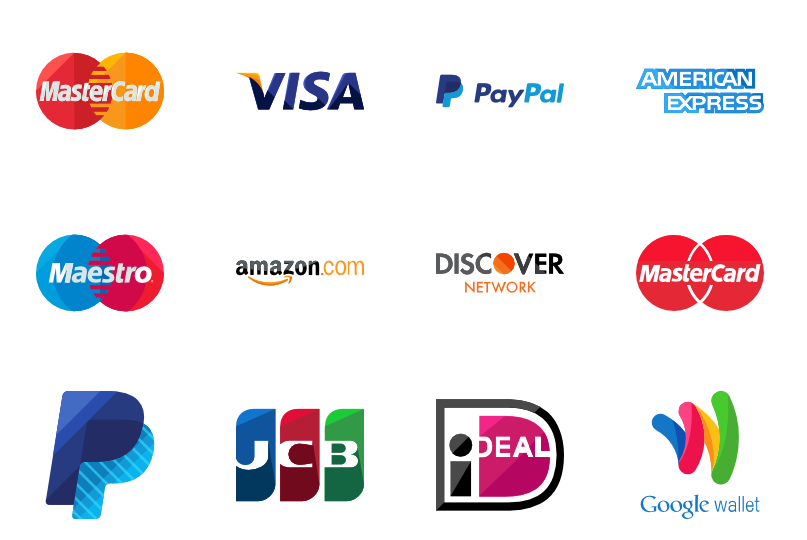 MasterCard
VISA
PayPal
AMERICAN
EXPRESS
Maestro
amazon.com
DISCOVER
NETWORK
MasterCard
P
JCB
iDEAL
Google wallet